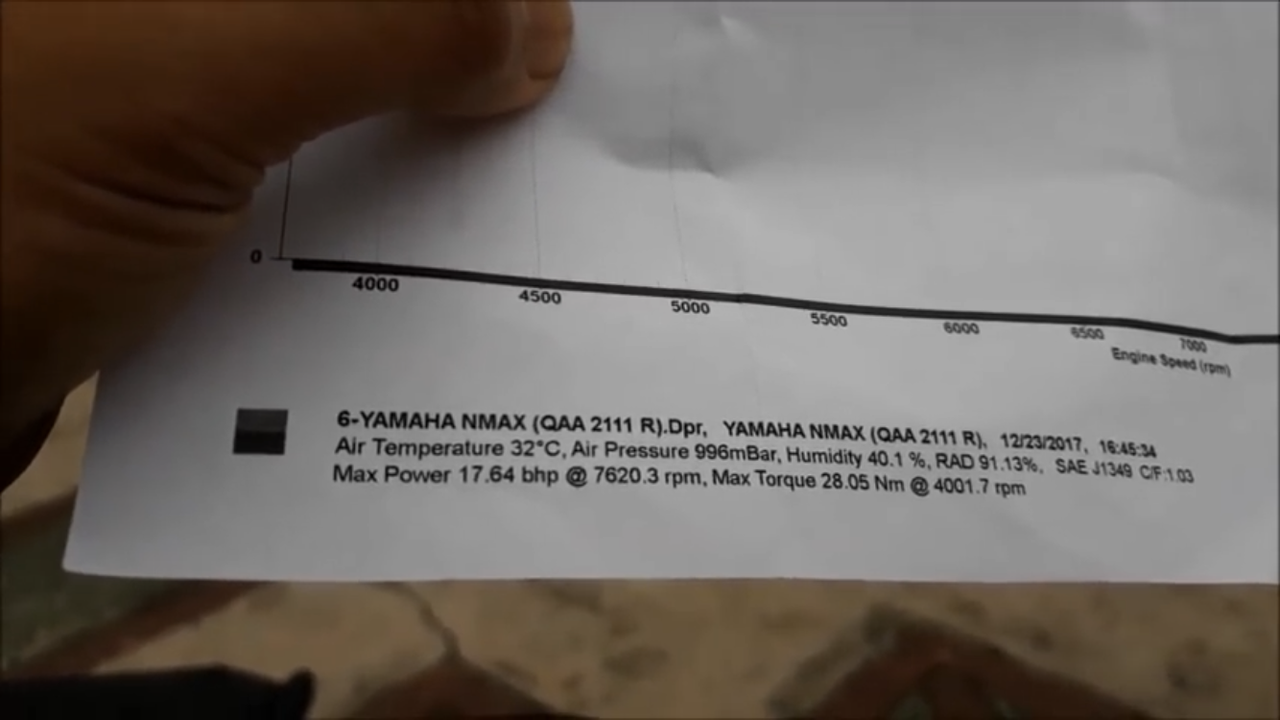 0
4000 4500 5000 5500 6000 6500 7000
Engine Speed (rpm)
6-YAMAHA NMAX (QAA 2111 R).Dpr, YAMAHA NMAX (QAA 2111 R), 12/23/2017, 16:45:34
Air Temperature 32°C, Air Pressure 996mBar, Humidity 40.1 %, RAD 91.13%, SAE J1349 C/F:1.03
Max Power 17.64 bhp @ 7620.3 rpm, Max Torque 28.05 Nm @ 4001.7 rpm